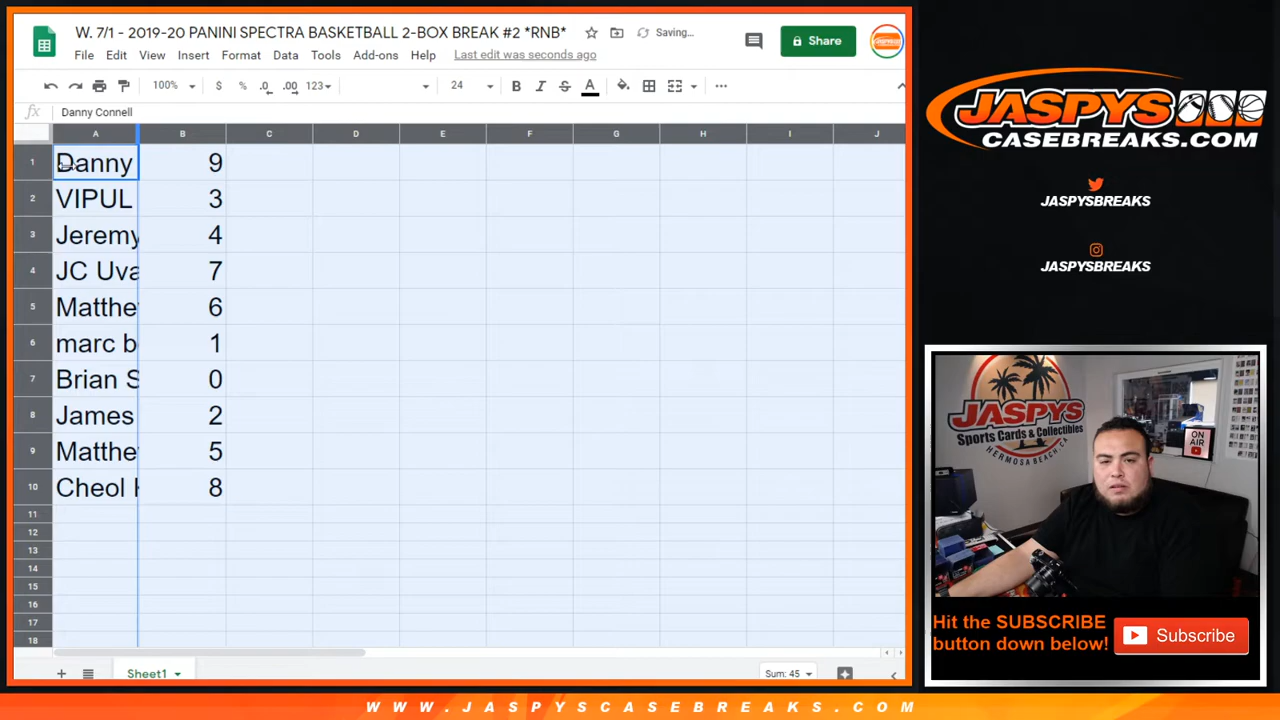 W. 7/1 - 2019-20 PANINI SPECTRA BASKETBALL 2-BOX BREAK #2 *RNB*
Saving...
File Edit View Insert Format Data Tools Add-ons Help Last edit was seconds ago
Share
100% $ % .0 .00 123 24 B I S A
fx Danny Connell
A B C D E F G H I J
1 Danny 9
2 VIPUL 3
3 Jeremy 4
4 JC Uva 7
5 Matthe 6
6 marc b 1
7 Brian S 0
8 James 2
9 Matthe 5
10 Cheol 8
11
12
13
14
15
16
17
18
Sheet1
Sum: 45
JASPYS
CASEBREAKS.COM
JASPYSBREAKS
JASPYSBREAKS
JASPYS
Sports Cards & Collectibles
HERMOSA BEACH, CA
ON AIR
Hit the SUBSCRIBE
button down below!
Subscribe
WWW.JASPYSCASEBREAKS.COM